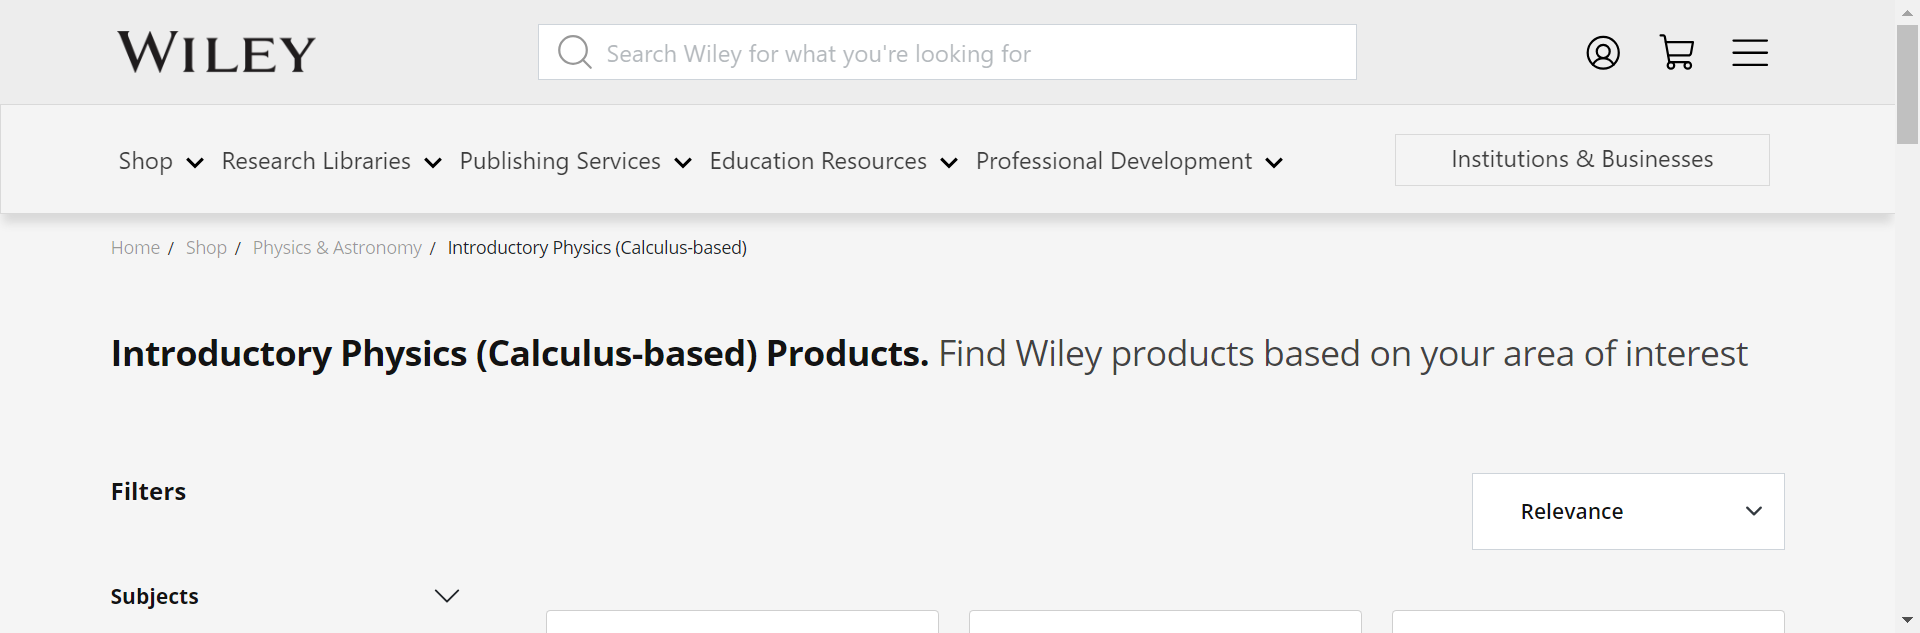 WILEY
Search Wiley for what you're looking for
Shop Research Libraries Publishing Services Education Resources Professional Development Institutions & Businesses
Home / Shop / Physics & Astronomy / Introductory Physics (Calculus-based)
Introductory Physics (Calculus-based) Products. Find Wiley products based on your area of interest
Filters
Relevance
Subjects